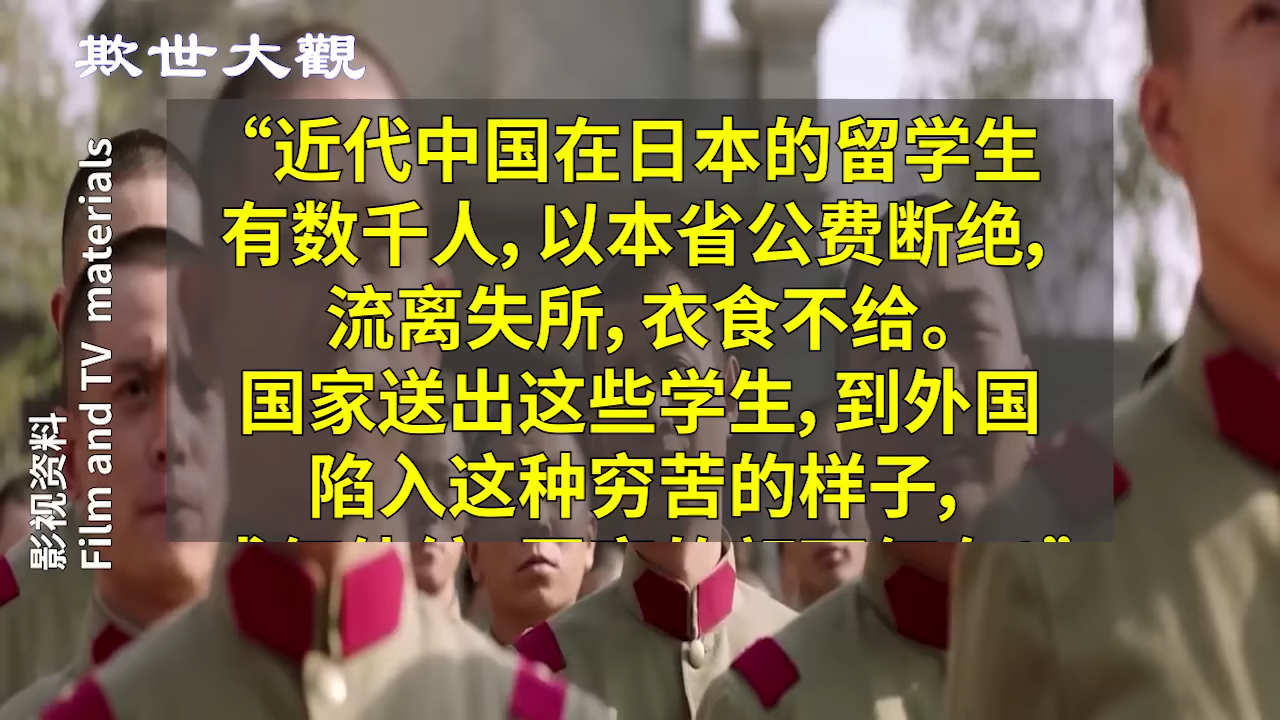 欺世大觀
“近代中国在日本的留学生
有数千人，以本省公费断绝，
流离失所，衣食不给。
国家送出这些学生，到外国
陷入这种穷苦的样子，
影视资料
Film and TV materials